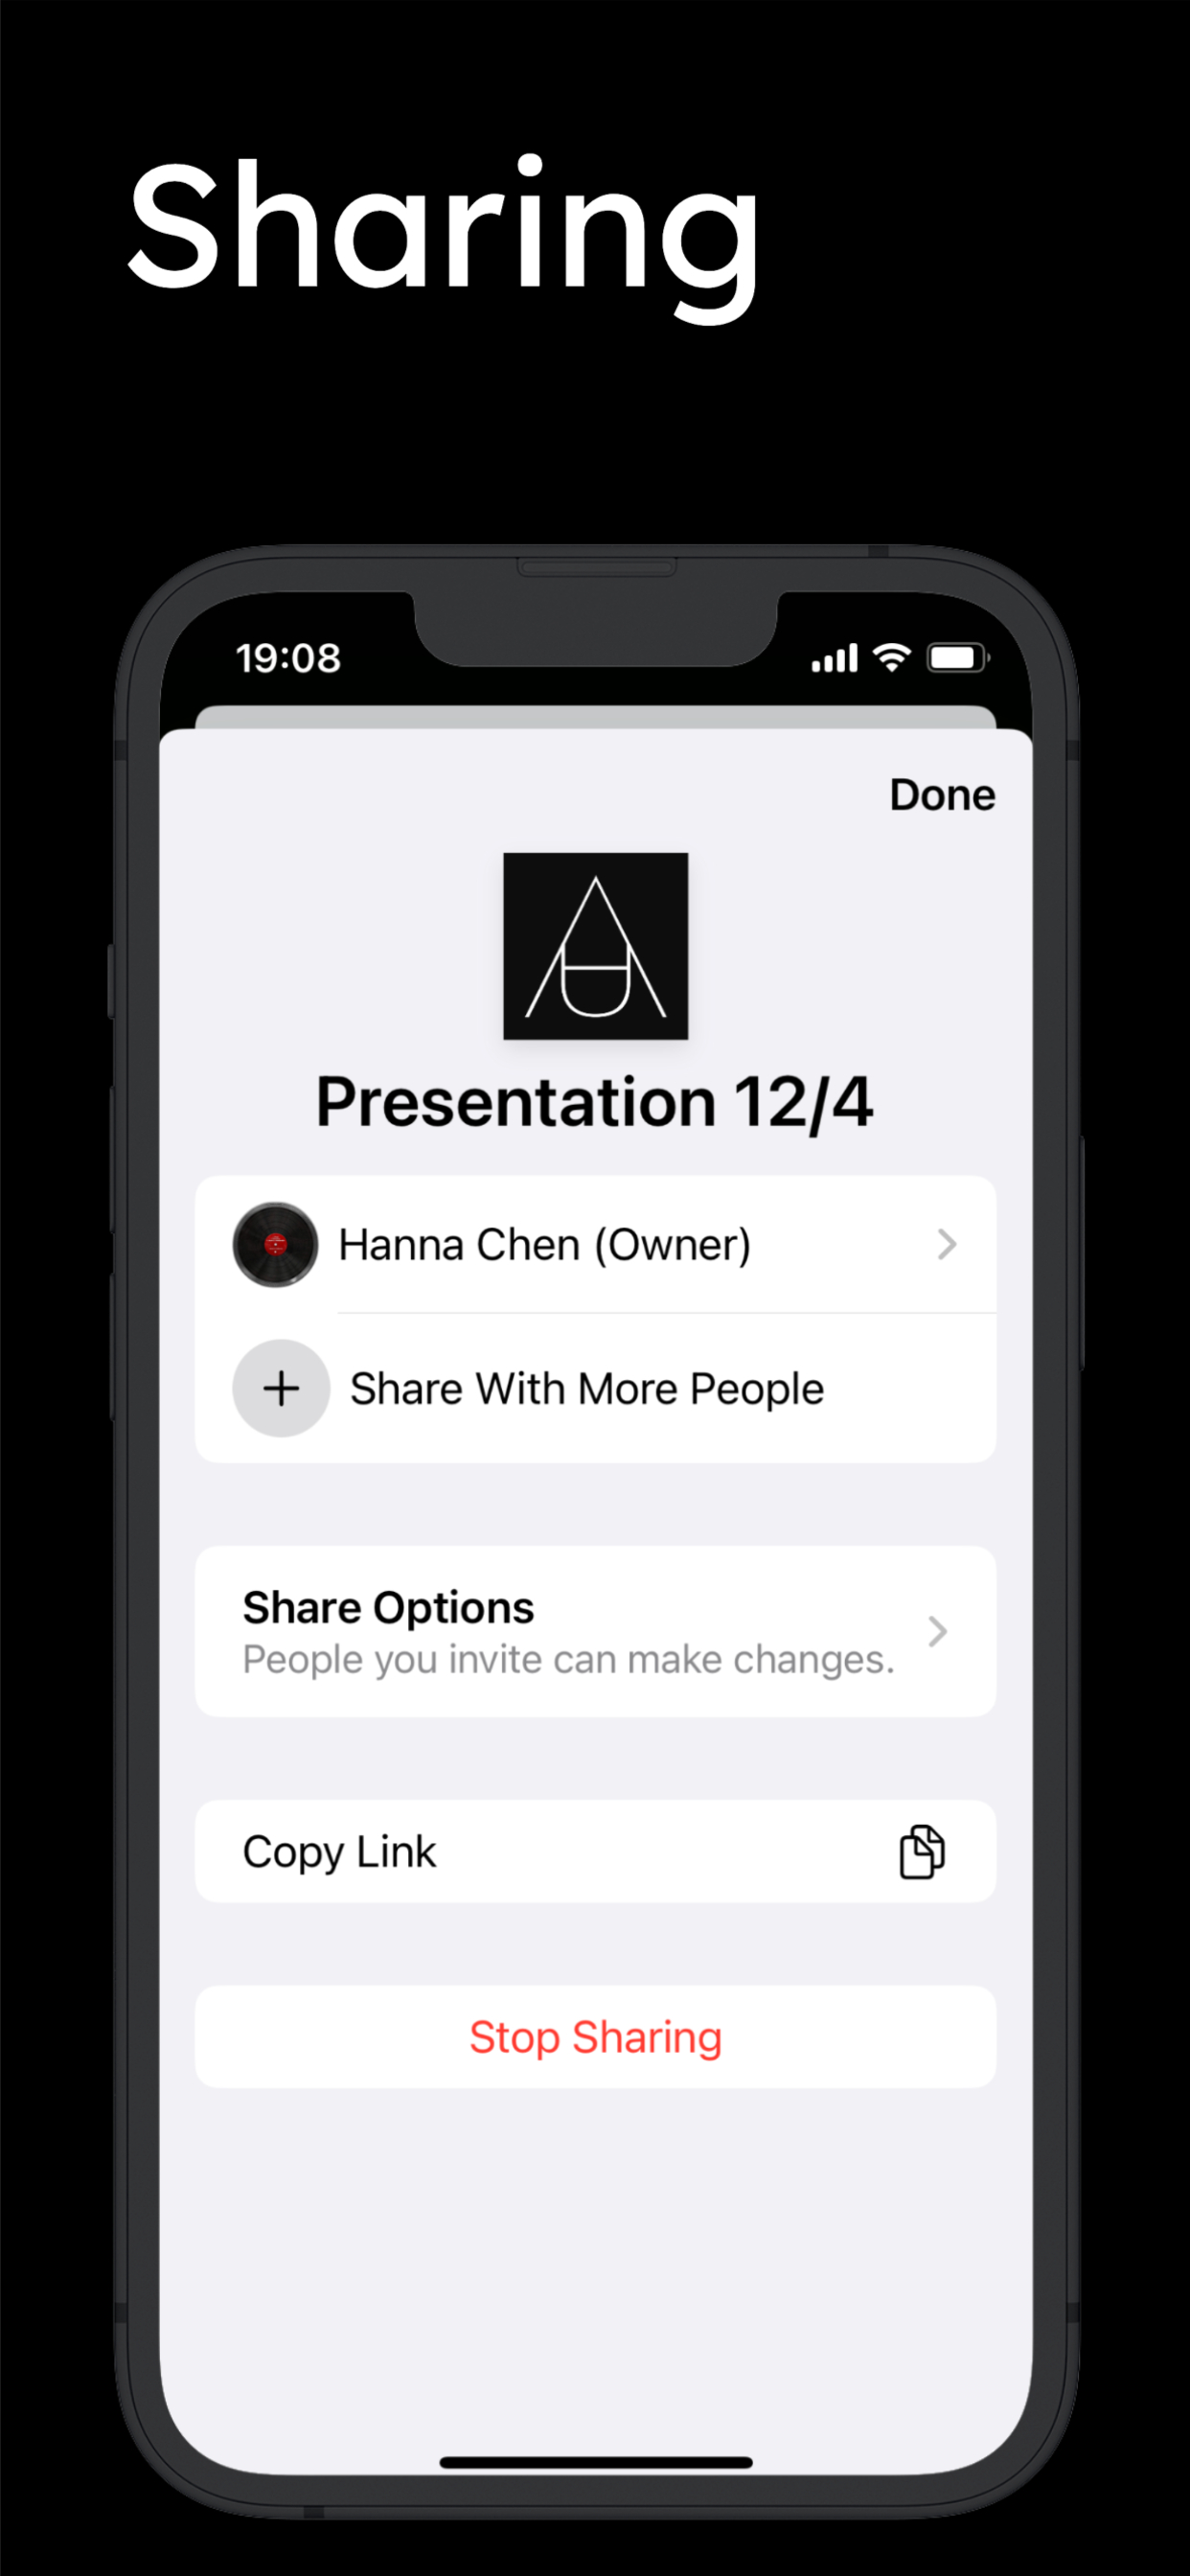 Sharing
19:08
Done
Presentation 12/4
Hanna Chen (Owner)
Share With More People
Share Options
People you invite can make changes.
Copy Link
Stop Sharing